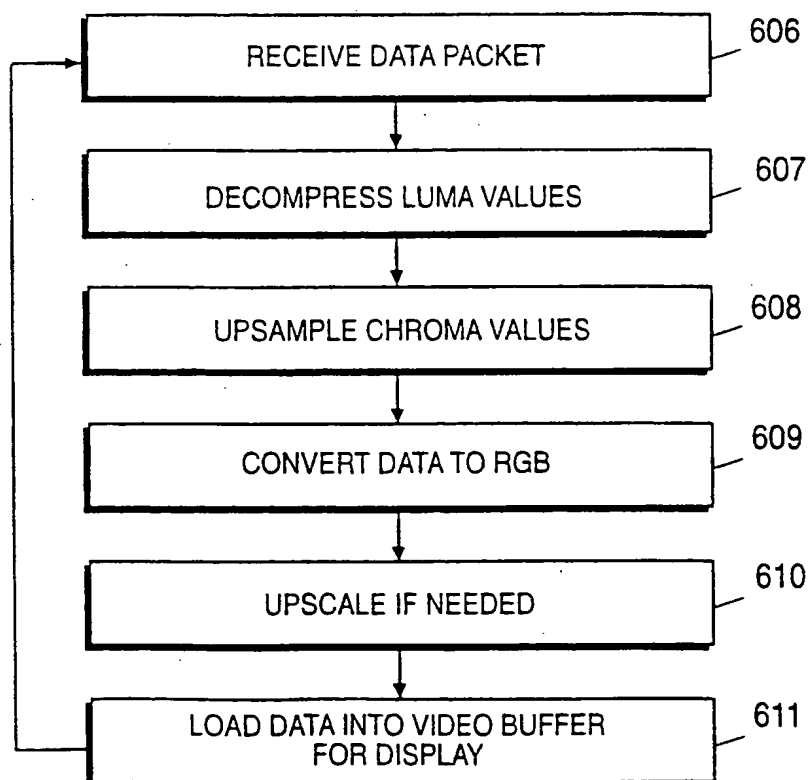 RECEIVE DATA PACKET
606
DECOMPRESS LUMA VALUES
607
UPSAMPLE CHROMA VALUES
608
CONVERT DATA TO RGB
609
UPSCALE IF NEEDED
610
LOAD DATA INTO VIDEO BUFFER
FOR DISPLAY
611